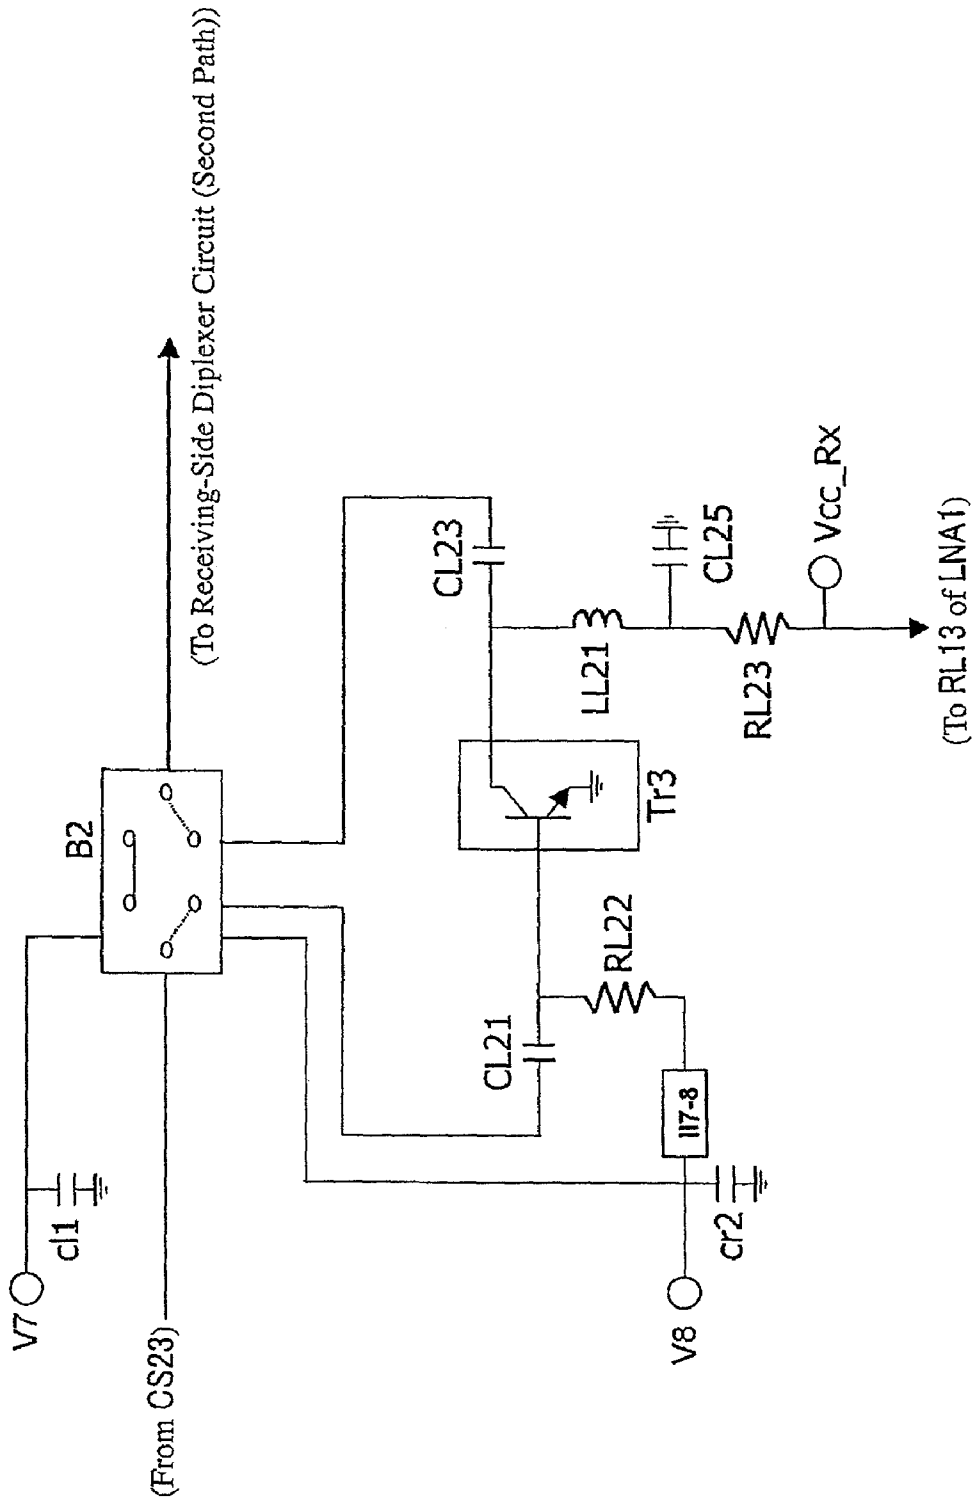 V7
cl1
(From CS23)
B2
(To Receiving-Side Diplexer Circuit (Second Path))
CL21
CL23
Tr3
RL22
LL21
CL25
RL23
Vcc_Rx
(To RL13 of LNA1)
117-8
cr2
V8